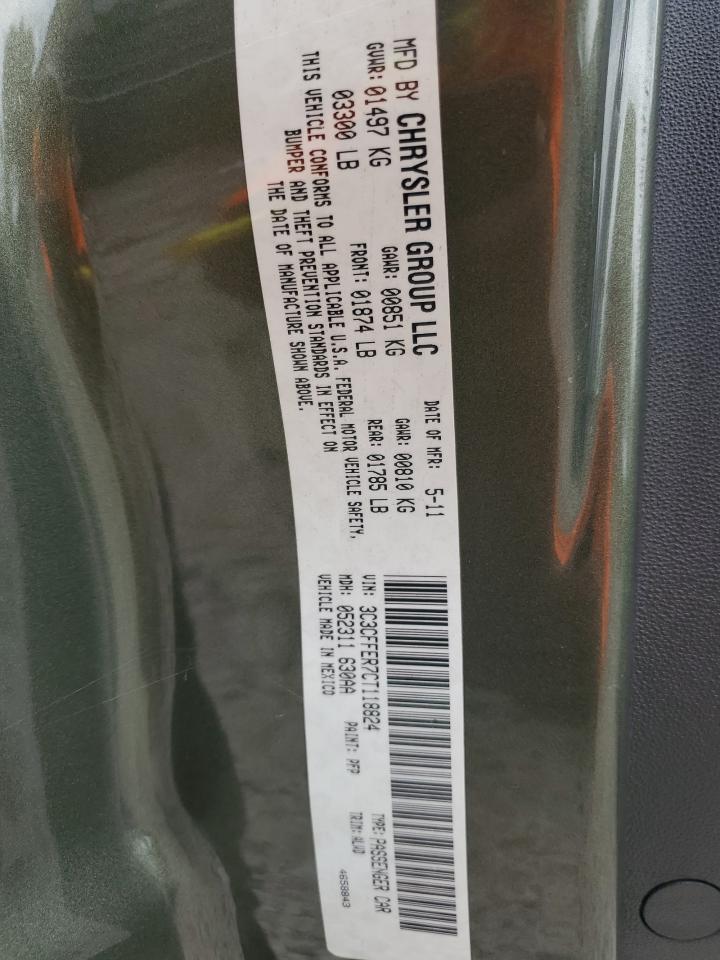 MFD BY CHRYSLER GROUP LLC
DATE OF MFR: 5-11
GVWR: 01497 KG
GAWR: 00851 KG
GAWR: 00810 KG
03300 LB
FRONT: 01874 LB
REAR: 01785 LB
THIS VEHICLE CONFORMS TO ALL APPLICABLE U.S.A. FEDERAL MOTOR VEHICLE SAFETY,
BUMPER AND THEFT PREVENTION STANDARDS IN EFFECT ON
THE DATE OF MANUFACTURE SHOWN ABOVE.
VIN: 3C3CFFER7CT118824
TYPE: PASSENGER CAR
MDH: 052311 630AA
PAINT: PFP
TRIM: ALXD
VEHICLE MADE IN MEXICO
4658843